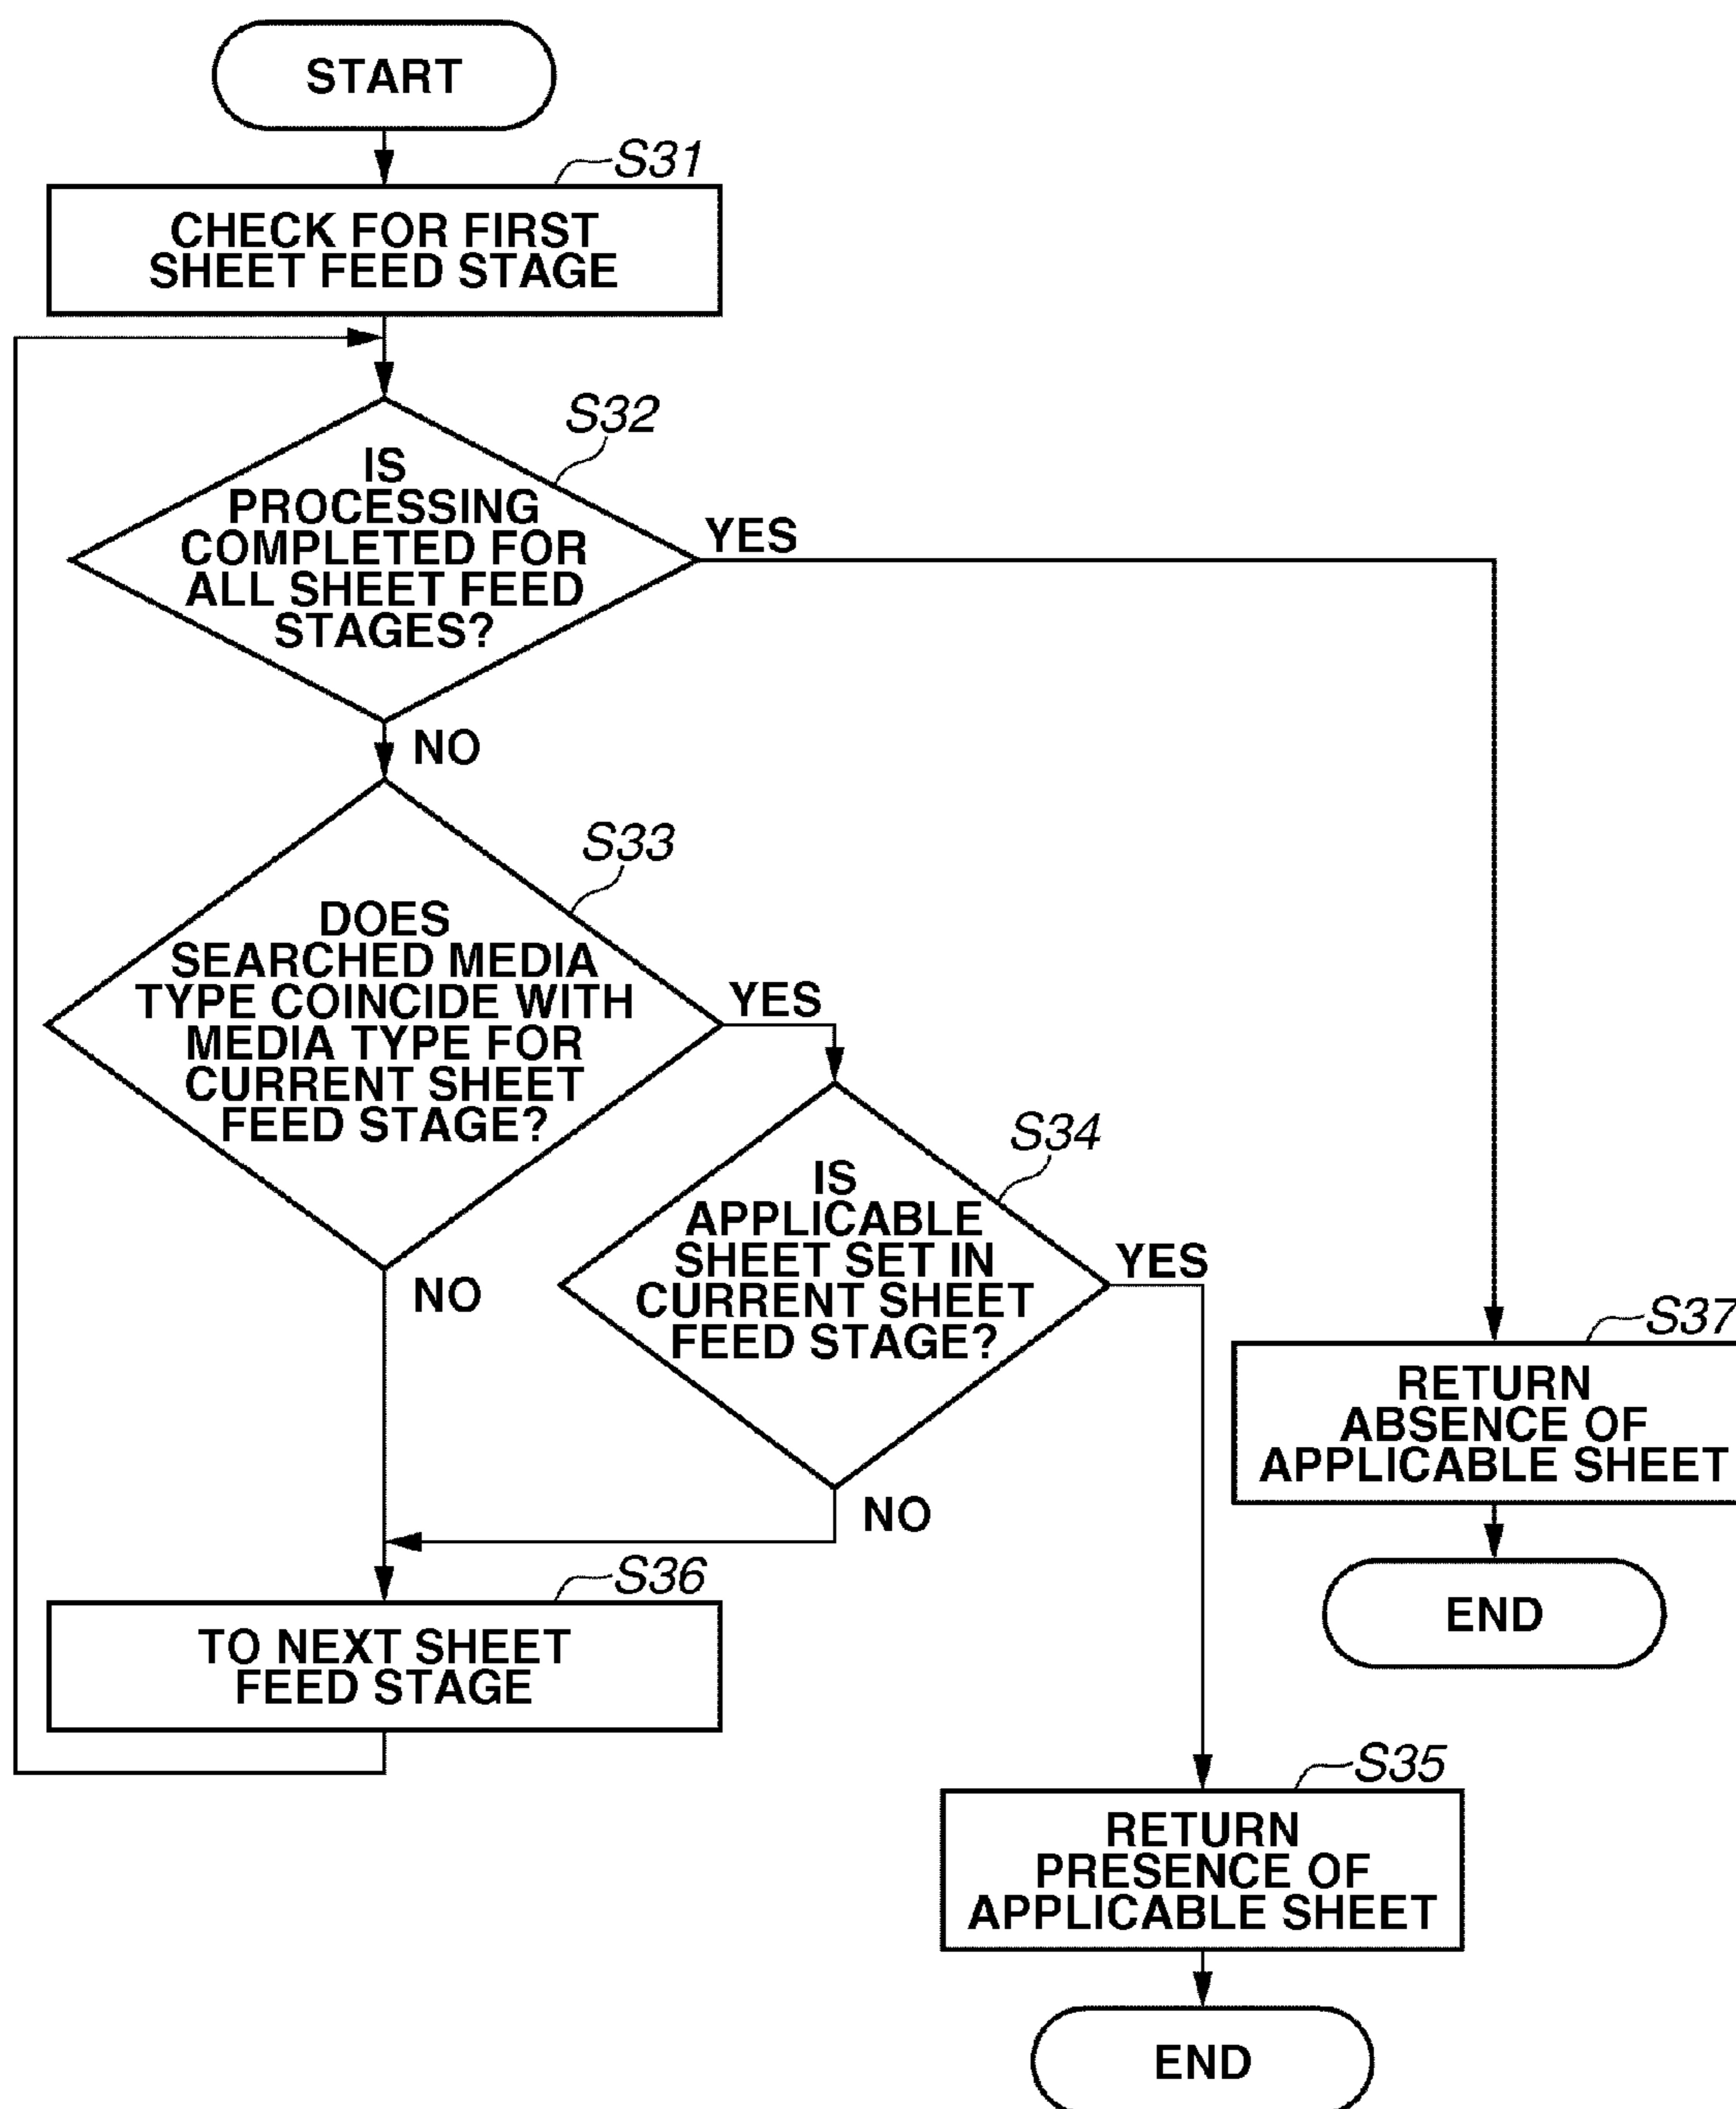 START
S31
CHECK FOR FIRST
SHEET FEED STAGE
S32
IS
PROCESSING
COMPLETED FOR
ALL SHEET FEED
STAGES?
YES
NO
S33
DOES
SEARCHED MEDIA
TYPE COINCIDE WITH
MEDIA TYPE FOR
CURRENT SHEET
FEED STAGE?
YES
NO
S34
IS
APPLICABLE
SHEET SET IN
CURRENT SHEET
FEED STAGE?
YES
NO
S37
RETURN
ABSENCE OF
APPLICABLE SHEET
END
S36
TO NEXT SHEET
FEED STAGE
S35
RETURN
PRESENCE OF
APPLICABLE SHEET
END